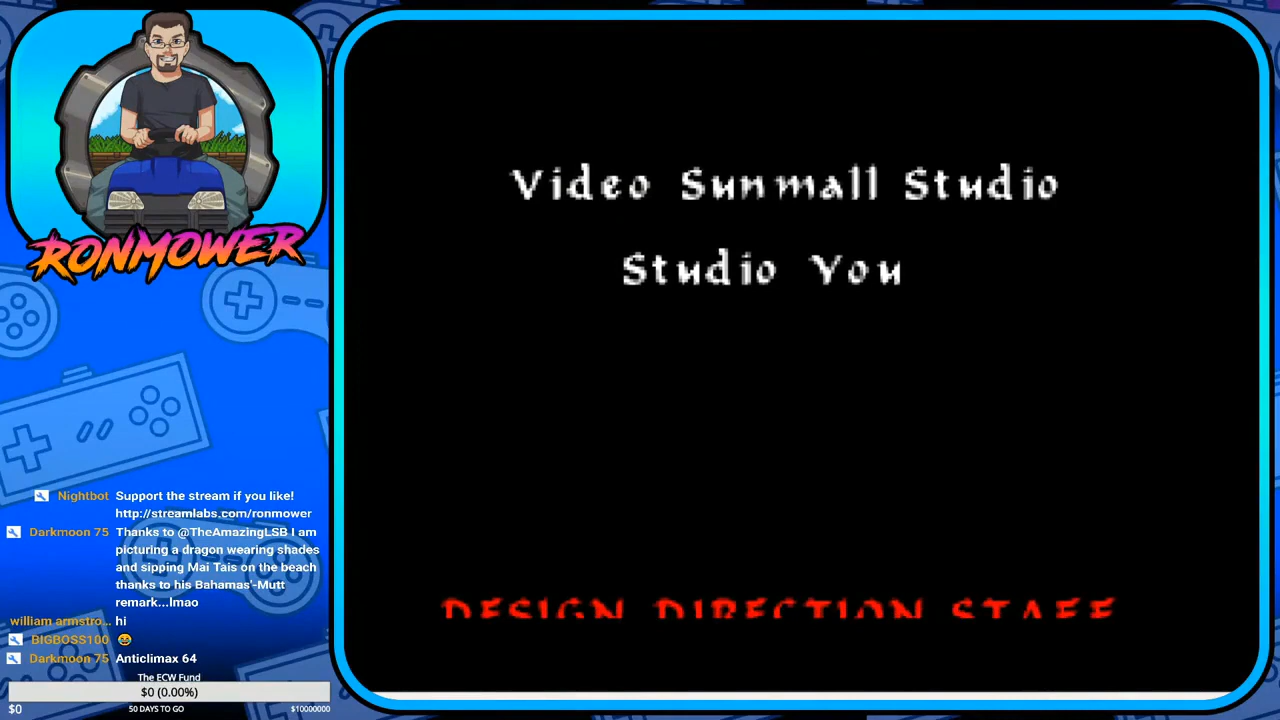 RONMOWER
Video Sunmall Studio
Studio You
DESIGN DIRECTION STAFF
Nightbot Support the stream if you like!
http://streamlabs.com/ronmower
Darkmoon 75 Thanks to @TheAmazingLSB I am
picturing a dragon wearing shades
and sipping Mai Tais on the beach
thanks to his Bahamas'-Mutt
remark...lmao
william armstro... hi
BIGBOSS100 😂
Darkmoon 75 Anticlimax 64
The ECW Fund
$0 (0.00%)
$0 50 DAYS TO GO $10000000